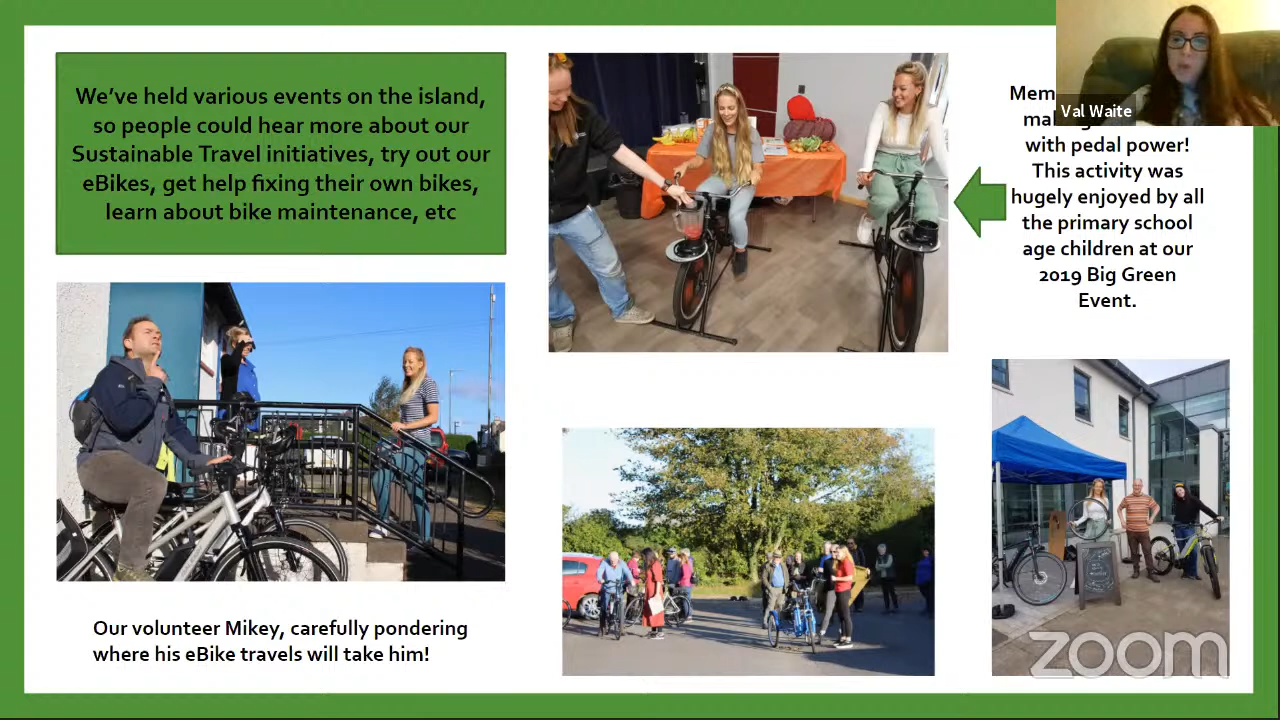 We've held various events on the island,
so people could hear more about our
Sustainable Travel initiatives, try out our
eBikes, get help fixing their own bikes,
learn about bike maintenance, etc
Val Waite
with pedal power!
This activity was
hugely enjoyed by all
the primary school
age children at our
2019 Big Green
Event.
Our volunteer Mikey, carefully pondering
where his eBike travels will take him!
zoom